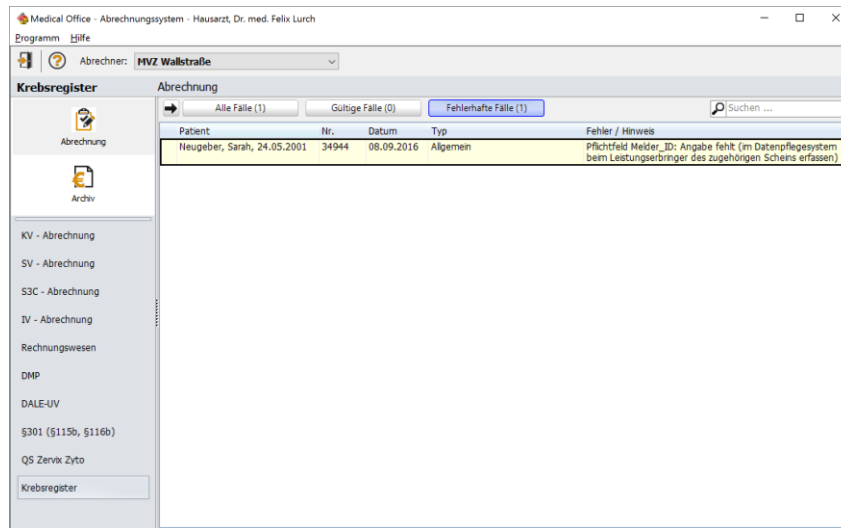 Medical Office - Abrechnungssystem - Hausarzt, Dr. med. Felix Lurch
Programm Hilfe
Abrechner: MVZ Wallstraße
Krebsregister
Abrechnung
Alle Fälle (1) Gültige Fälle (0) Fehlerhafte Fälle (1) Suchen ...
Patient Nr. Datum Typ Fehler / Hinweis
Neugeber, Sarah, 24.05.2001 34944 08.09.2016 Allgemein Pflichtfeld Melder_ID: Angabe fehlt (im Datenpflegesystem
beim Leistungserbringer des zugehörigen Scheins erfassen)
Abrechnung
Archiv
KV - Abrechnung
SV - Abrechnung
S3C - Abrechnung
IV - Abrechnung
Rechnungswesen
DMP
DALE-UV
§301 (§115b, §116b)
QS Zervix Zyto
Krebsregister